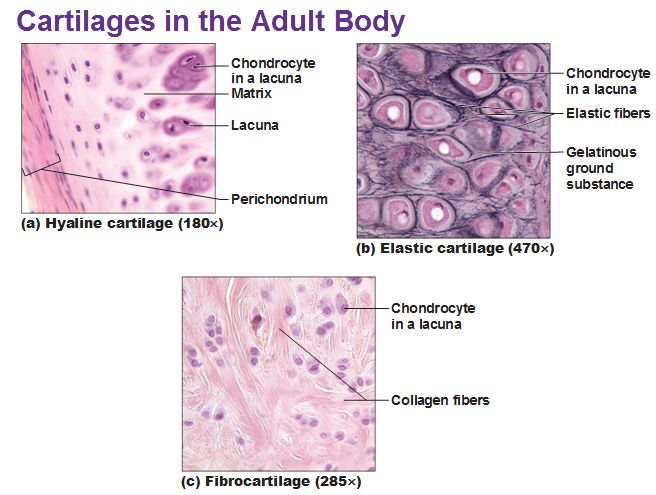 Cartilages in the Adult Body
Chondrocyte
in a lacuna
Matrix
Lacuna
Perichondrium
(a) Hyaline cartilage (180×)
Chondrocyte
in a lacuna
Elastic fibers
Gelatinous
ground
substance
(b) Elastic cartilage (470×)
Chondrocyte
in a lacuna
Collagen fibers
(c) Fibrocartilage (285×)